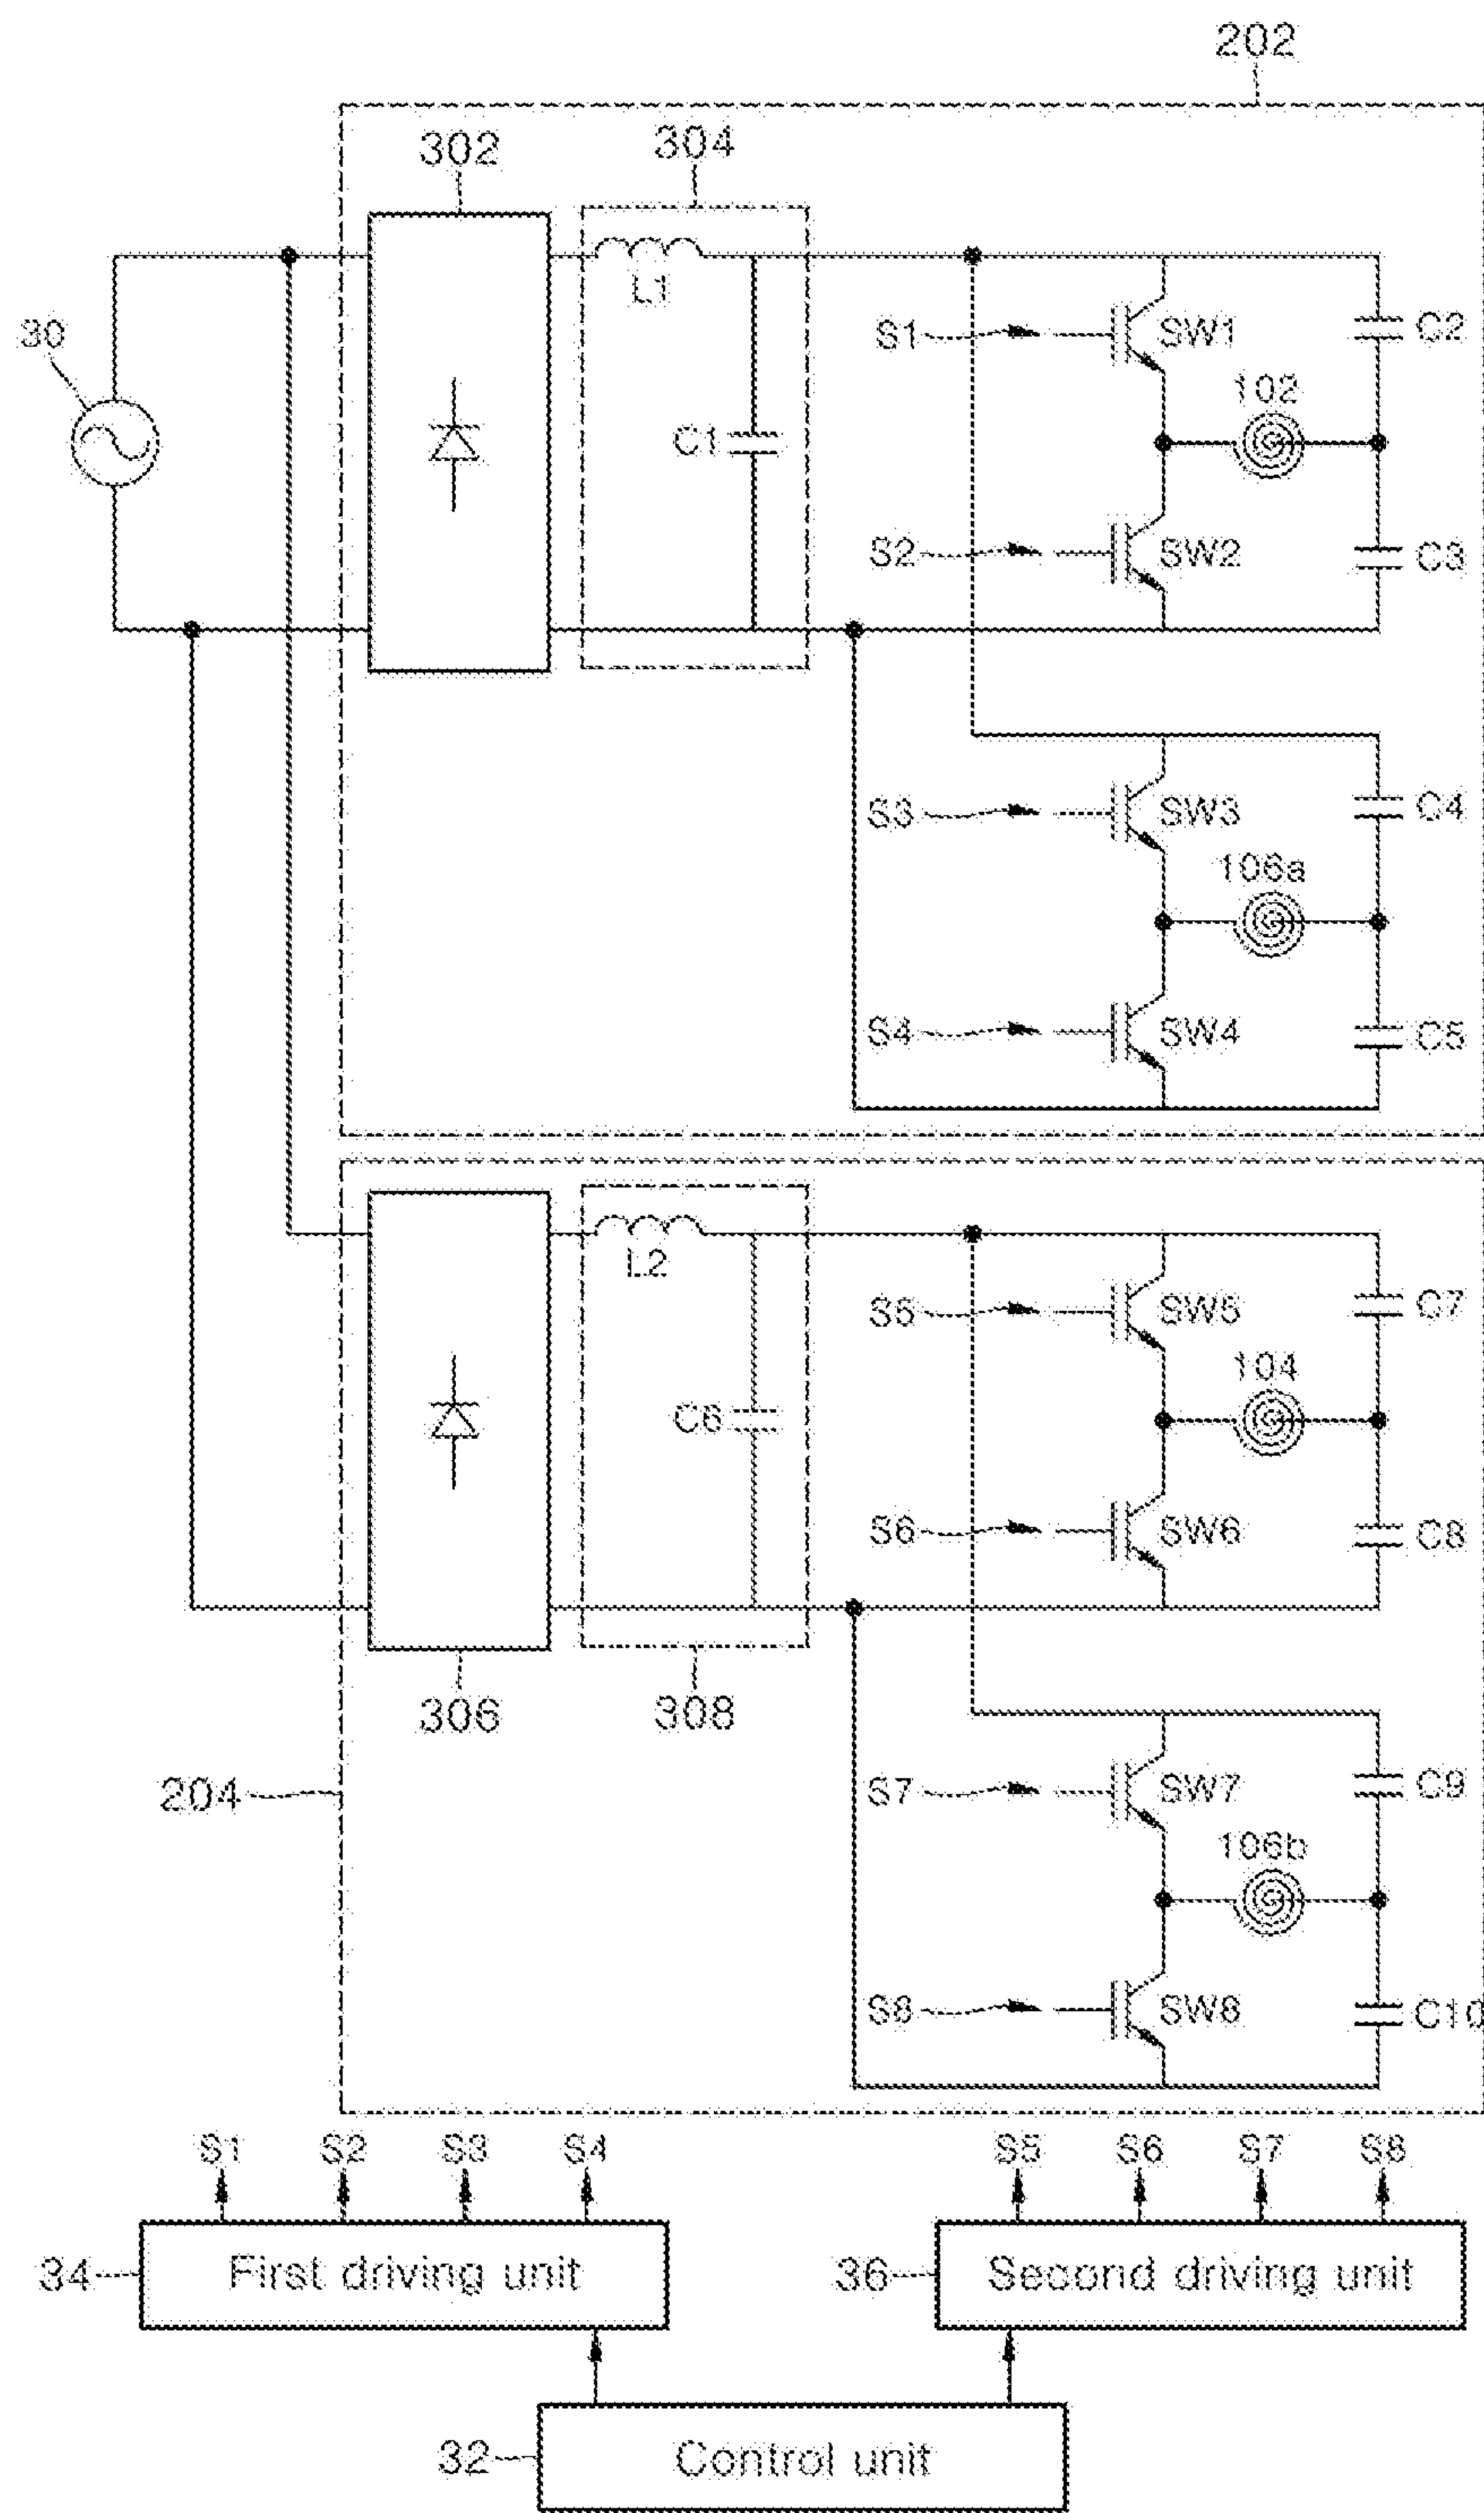 202
302
304
L1
30
S1
SW1
C2
102
C1
S2
SW2
C3
S3
SW3
C4
106a
S4
SW4
C5
L2
S5
SW5
C7
104
C6
S6
SW6
C8
306
308
204
S7
SW7
C9
106b
S8
SW8
C10
S1 S2 S3 S4
S5 S6 S7 S8
34
First driving unit
36
Second driving unit
32
Control unit